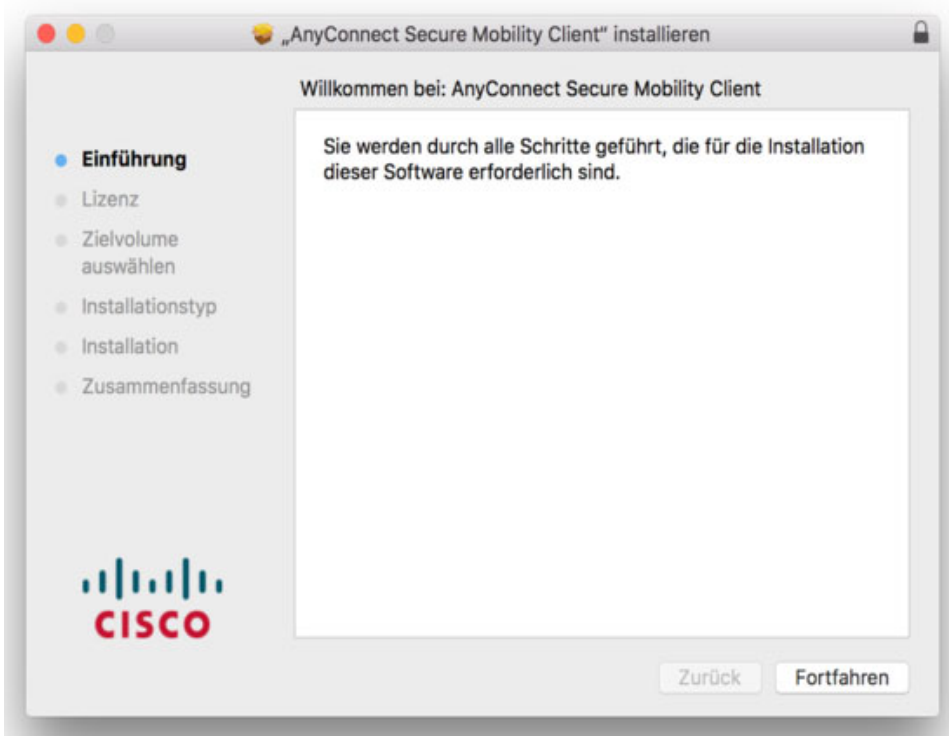 „AnyConnect Secure Mobility Client“ installieren
Willkommen bei: AnyConnect Secure Mobility Client
Einführung
Lizenz
Zielvolume
auswählen
Installationstyp
Installation
Zusammenfassung
Sie werden durch alle Schritte geführt, die für die Installation
dieser Software erforderlich sind.
CISCO
Zurück
Fortfahren